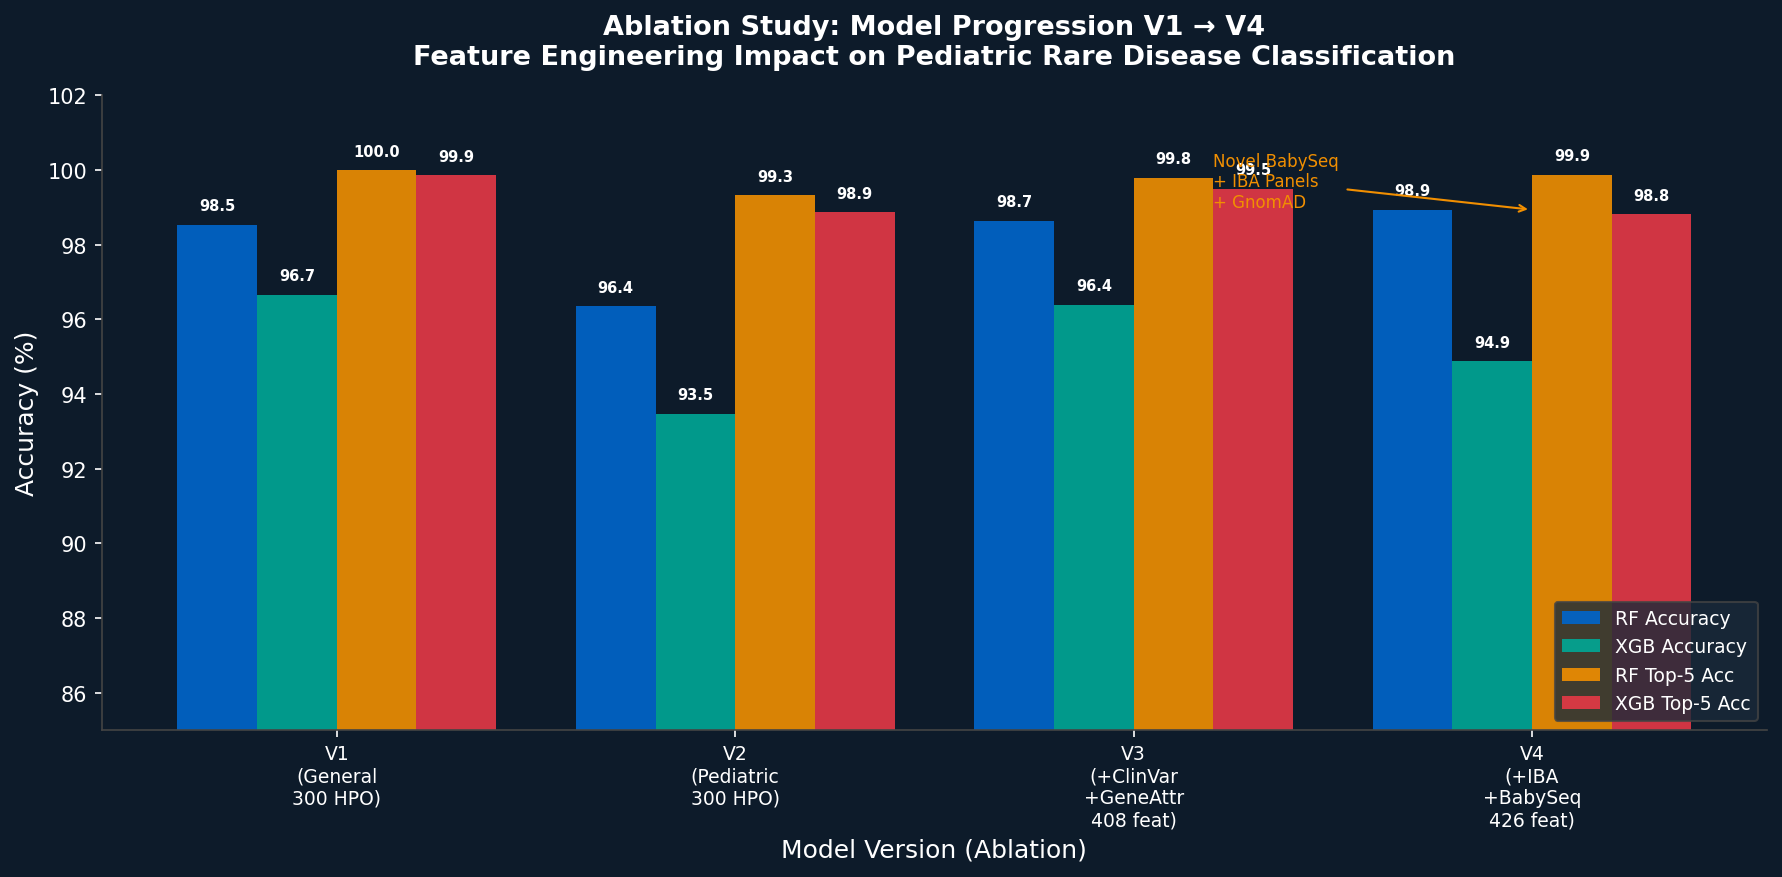 Ablation Study: Model Progression V1 → V4
Feature Engineering Impact on Pediatric Rare Disease Classification
Accuracy (%)
102
100
98
96
94
92
90
88
86
98.5
96.7
100.0
99.9
96.4
93.5
99.3
98.9
98.7
96.4
99.8
99.5
98.9
94.9
99.9
98.8
Novel BabySeq
+ IBA Panels
+ GnomAD
RF Accuracy
XGB Accuracy
RF Top-5 Acc
XGB Top-5 Acc
V1
(General
300 HPO)
V2
(Pediatric
300 HPO)
V3
(+ClinVar
+GeneAttr
408 feat)
V4
(+IBA
+BabySeq
426 feat)
Model Version (Ablation)